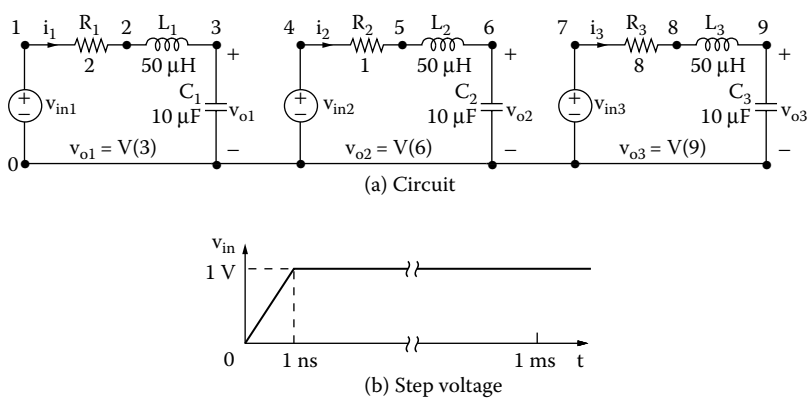 1 i1 R1 2 L1 3 4 i2 R2 5 L2 6 7 i3 R3 8 L3 9
2 50 μH + 1 50 μH + 8 50 μH +
+ − vin1 C1 10 μF vo1 + − vin2 C2 10 μF vo2 + − vin3 C3 10 μF vo3
0 vo1 = V(3) − vo2 = V(6) − vo3 = V(9) −
(a) Circuit
vin
1 V
0 1 ns 1 ms t
(b) Step voltage